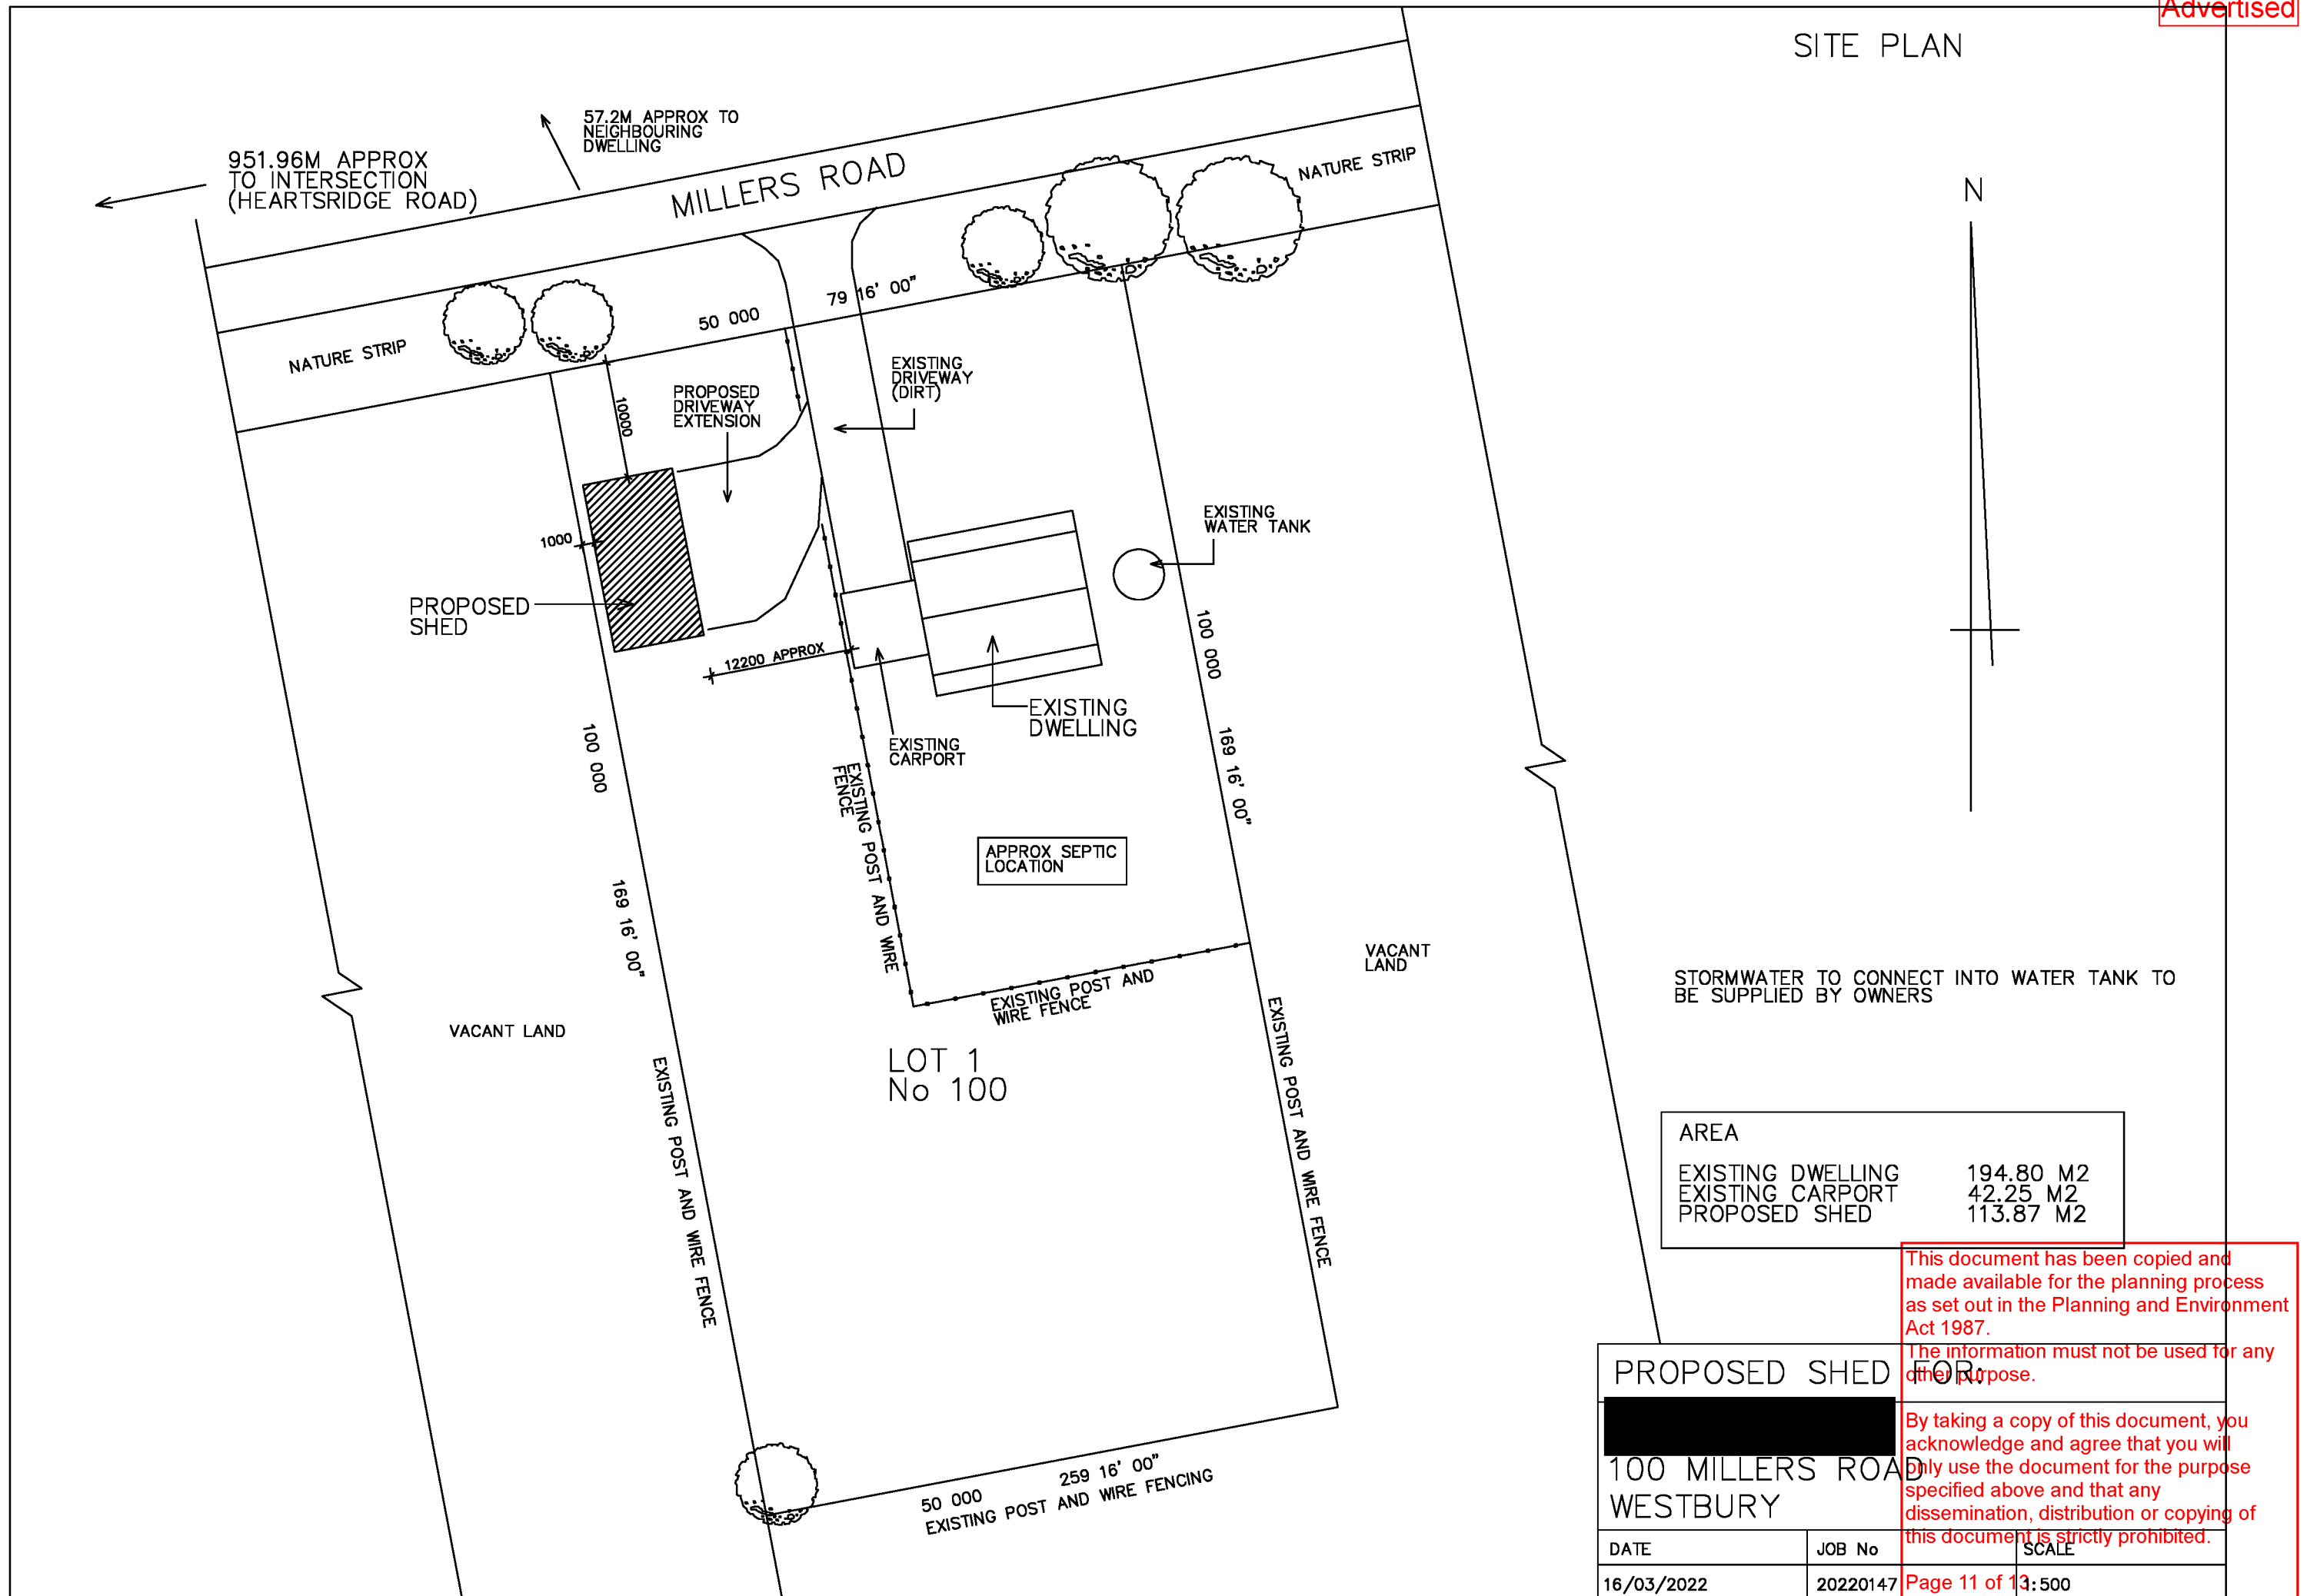 Advertised
SITE PLAN
57.2M APPROX TO
NEIGHBOURING
DWELLING
951.96M APPROX
TO INTERSECTION
(HEARTSRIDGE ROAD)
MILLERS ROAD
NATURE STRIP
N
79 16' 00"
50 000
NATURE STRIP
EXISTING
DRIVEWAY
(DIRT)
PROPOSED
DRIVEWAY
EXTENSION
10000
EXISTING
WATER TANK
1000
PROPOSED
SHED
12200 APPROX
100 000
EXISTING
DWELLING
EXISTING
CARPORT
100 000
169 16' 00"
EXISTING POST AND WIRE
FENCE
APPROX SEPTIC
LOCATION
169 16' 00"
VACANT
LAND
STORMWATER TO CONNECT INTO WATER TANK TO
BE SUPPLIED BY OWNERS
EXISTING POST AND
WIRE FENCE
VACANT LAND
LOT 1
No 100
EXISTING POST AND WIRE FENCE
EXISTING POST AND WIRE FENCE
AREA
EXISTING DWELLING 194.80 M2
EXISTING CARPORT 42.25 M2
PROPOSED SHED 113.87 M2
This document has been copied and
made available for the planning process
as set out in the Planning and Environment
Act 1987.
The information must not be used for any
other purpose.
By taking a copy of this document, you
acknowledge and agree that you will
only use the document for the purpose
specified above and that any
dissemination, distribution or copying of
this document is strictly prohibited.
PROPOSED SHED FOR:
100 MILLERS ROAD
WESTBURY
259 16' 00"
50 000
EXISTING POST AND WIRE FENCING
DATE JOB No SCALE
16/03/2022 20220147 1:500
Page 11 of 13